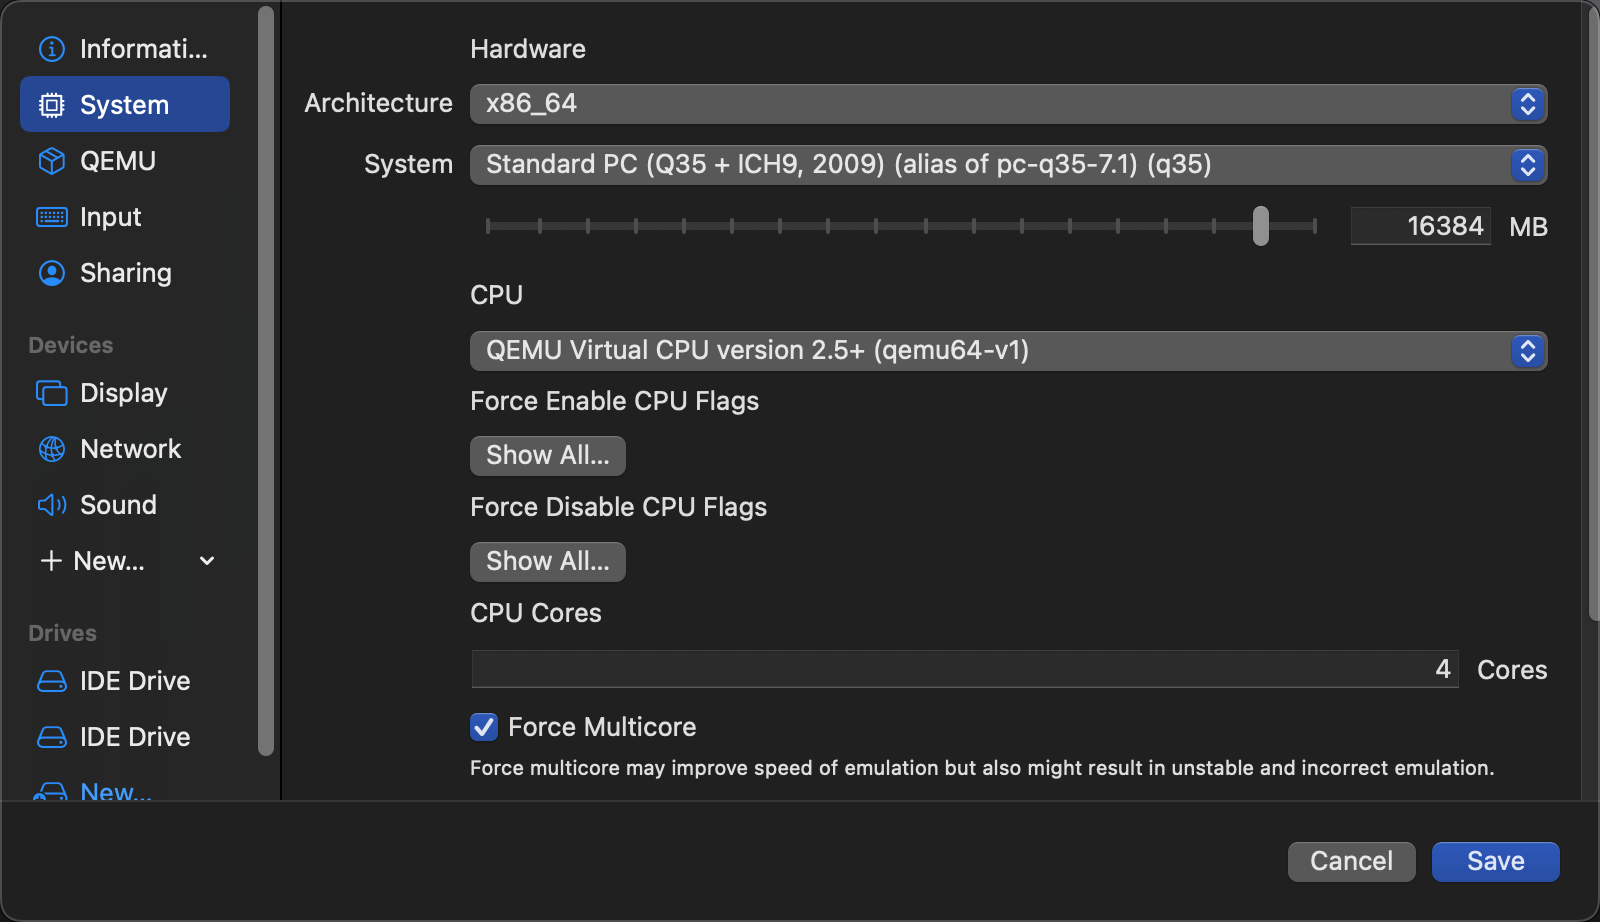 Informati...
System
QEMU
Input
Sharing
Devices
Display
Network
Sound
New...
Drives
IDE Drive
IDE Drive
New...
Hardware
Architecture x86_64
System Standard PC (Q35 + ICH9, 2009) (alias of pc-q35-7.1) (q35)
16384 MB
CPU
QEMU Virtual CPU version 2.5+ (qemu64-v1)
Force Enable CPU Flags
Show All...
Force Disable CPU Flags
Show All...
CPU Cores
4 Cores
Force Multicore
Force multicore may improve speed of emulation but also might result in unstable and incorrect emulation.
Cancel Save